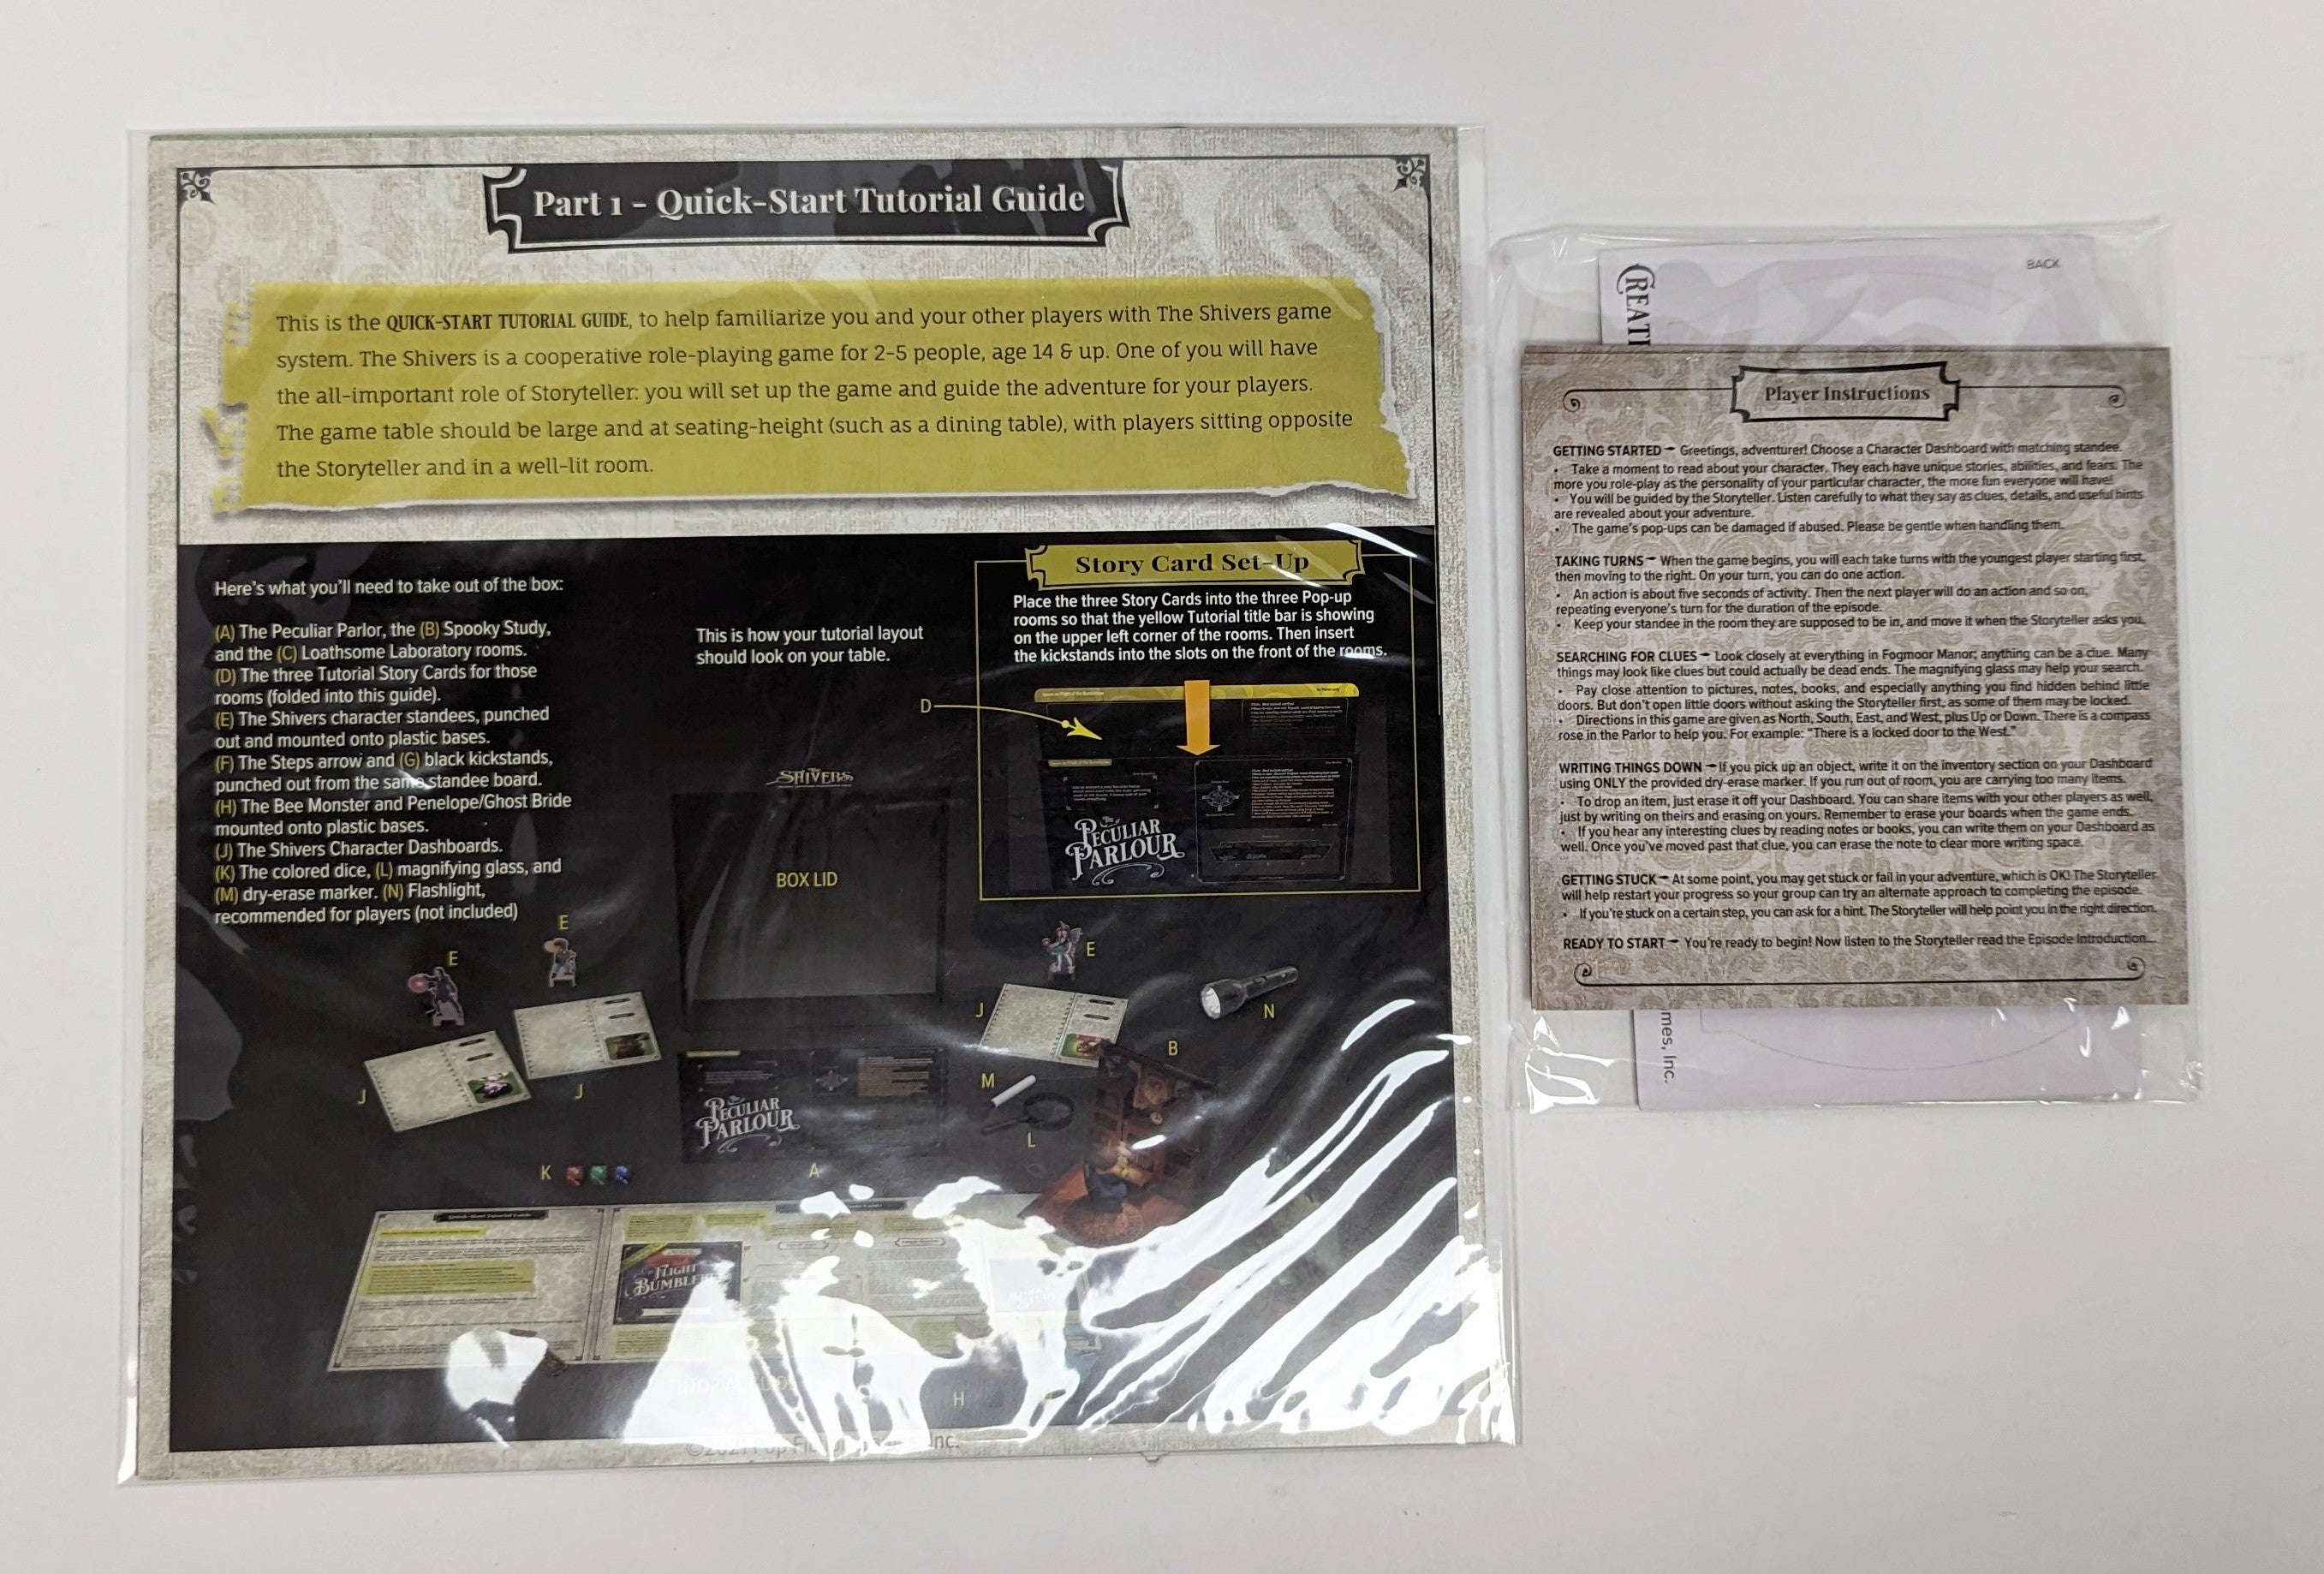 Part 1 - Quick-Start Tutorial Guide
This is the QUICK-START TUTORIAL GUIDE, to help familiarize you and your other players with The Shivers game
system. The Shivers is a cooperative role-playing game for 2-5 people, age 14 & up. One of you will have
the all-important role of Storyteller: you will set up the game and guide the adventure for your players.
The game table should be large and at seating-height (such as a dining table), with players sitting opposite
the Storyteller and in a well-lit room.
Here's what you'll need to take out of the box:
(A) The Peculiar Parlor, the (B) Spooky Study,
and the (C) Loathsome Laboratory rooms.
(D) The three Tutorial Story Cards for those
rooms (folded into this guide).
(E) The Shivers character standees, punched
out and mounted onto plastic bases.
(F) The Steps arrow and (G) black kickstands,
punched out from the same standee board.
(H) The Bee Monster and Penelope/Ghost Bride
mounted onto plastic bases.
(J) The Shivers Character Dashboards.
(K) The colored dice, (L) magnifying glass, and
(M) dry-erase marker. (N) Flashlight,
recommended for players (not included)
This is how your tutorial layout
should look on your table.
Story Card Set-Up
Place the three Story Cards into the three Pop-up
rooms so that the yellow Tutorial title bar is showing
on the upper left corner of the rooms. Then insert
the kickstands into the slots on the front of the rooms.
D
The
PECULIAR
PARLOUR
SHIVERS
BOX LID
E
E
E
J
J
J
N
B
M
L
The
PECULIAR
PARLOUR
A
K
Quick-Start Tutorial Guide
FLIGHT
H
BACK
CREATI
Player Instructions
GETTING STARTED – Greetings, adventurer! Choose a Character Dashboard with matching standee.
• Take a moment to read about your character. They each have unique stories, abilities, and fears. The
more you role-play as the personality of your particular character, the more fun everyone will have!
• You will be guided by the Storyteller. Listen carefully to what they say as clues, details, and useful hints
are revealed about your adventure.
• The game's pop-ups can be damaged if abused. Please be gentle when handling them.
TAKING TURNS – When the game begins, you will each take turns with the youngest player starting first,
then moving to the right. On your turn, you can do one action.
• An action is about five seconds of activity. Then the next player will do an action and so on,
repeating everyone's turn for the duration of the episode.
• Keep your standee in the room they are supposed to be in, and move it when the Storyteller asks you.
SEARCHING FOR CLUES – Look closely at everything in Fogmoor Manor; anything can be a clue. Many
things may look like clues but could actually be dead ends. The magnifying glass may help your search.
• Pay close attention to pictures, notes, books, and especially anything you find hidden behind little
doors. But don't open little doors without asking the Storyteller first, as some of them may be locked.
• Directions in this game are given as North, South, East, and West, plus Up or Down. There is a compass
rose in the Parlor to help you. For example: "There is a locked door to the West."
WRITING THINGS DOWN – If you pick up an object, write it on the inventory section on your Dashboard
using ONLY the provided dry-erase marker. If you run out of room, you are carrying too many items.
• To drop an item, just erase it off your Dashboard. You can share items with your other players as well,
just by writing on theirs and erasing on yours. Remember to erase your boards when the game ends.
• If you hear any interesting clues by reading notes or books, you can write them on your Dashboard as
well. Once you've moved past that clue, you can erase the note to clear more writing space.
GETTING STUCK – At some point, you may get stuck or fail in your adventure, which is OK! The Storyteller
will help restart your progress so your group can try an alternate approach to completing the episode.
• If you're stuck on a certain step, you can ask for a hint. The Storyteller will help point you in the right direction.
READY TO START – You're ready to begin! Now listen to the Storyteller read the Episode Introduction...
mes, Inc.